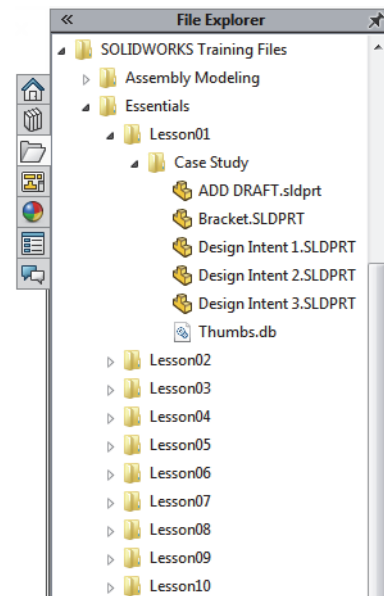 File Explorer
SOLIDWORKS Training Files
Assembly Modeling
Essentials
Lesson01
Case Study
ADD DRAFT.sldprt
Bracket.SLDPRT
Design Intent 1.SLDPRT
Design Intent 2.SLDPRT
Design Intent 3.SLDPRT
Thumbs.db
Lesson02
Lesson03
Lesson04
Lesson05
Lesson06
Lesson07
Lesson08
Lesson09
Lesson10